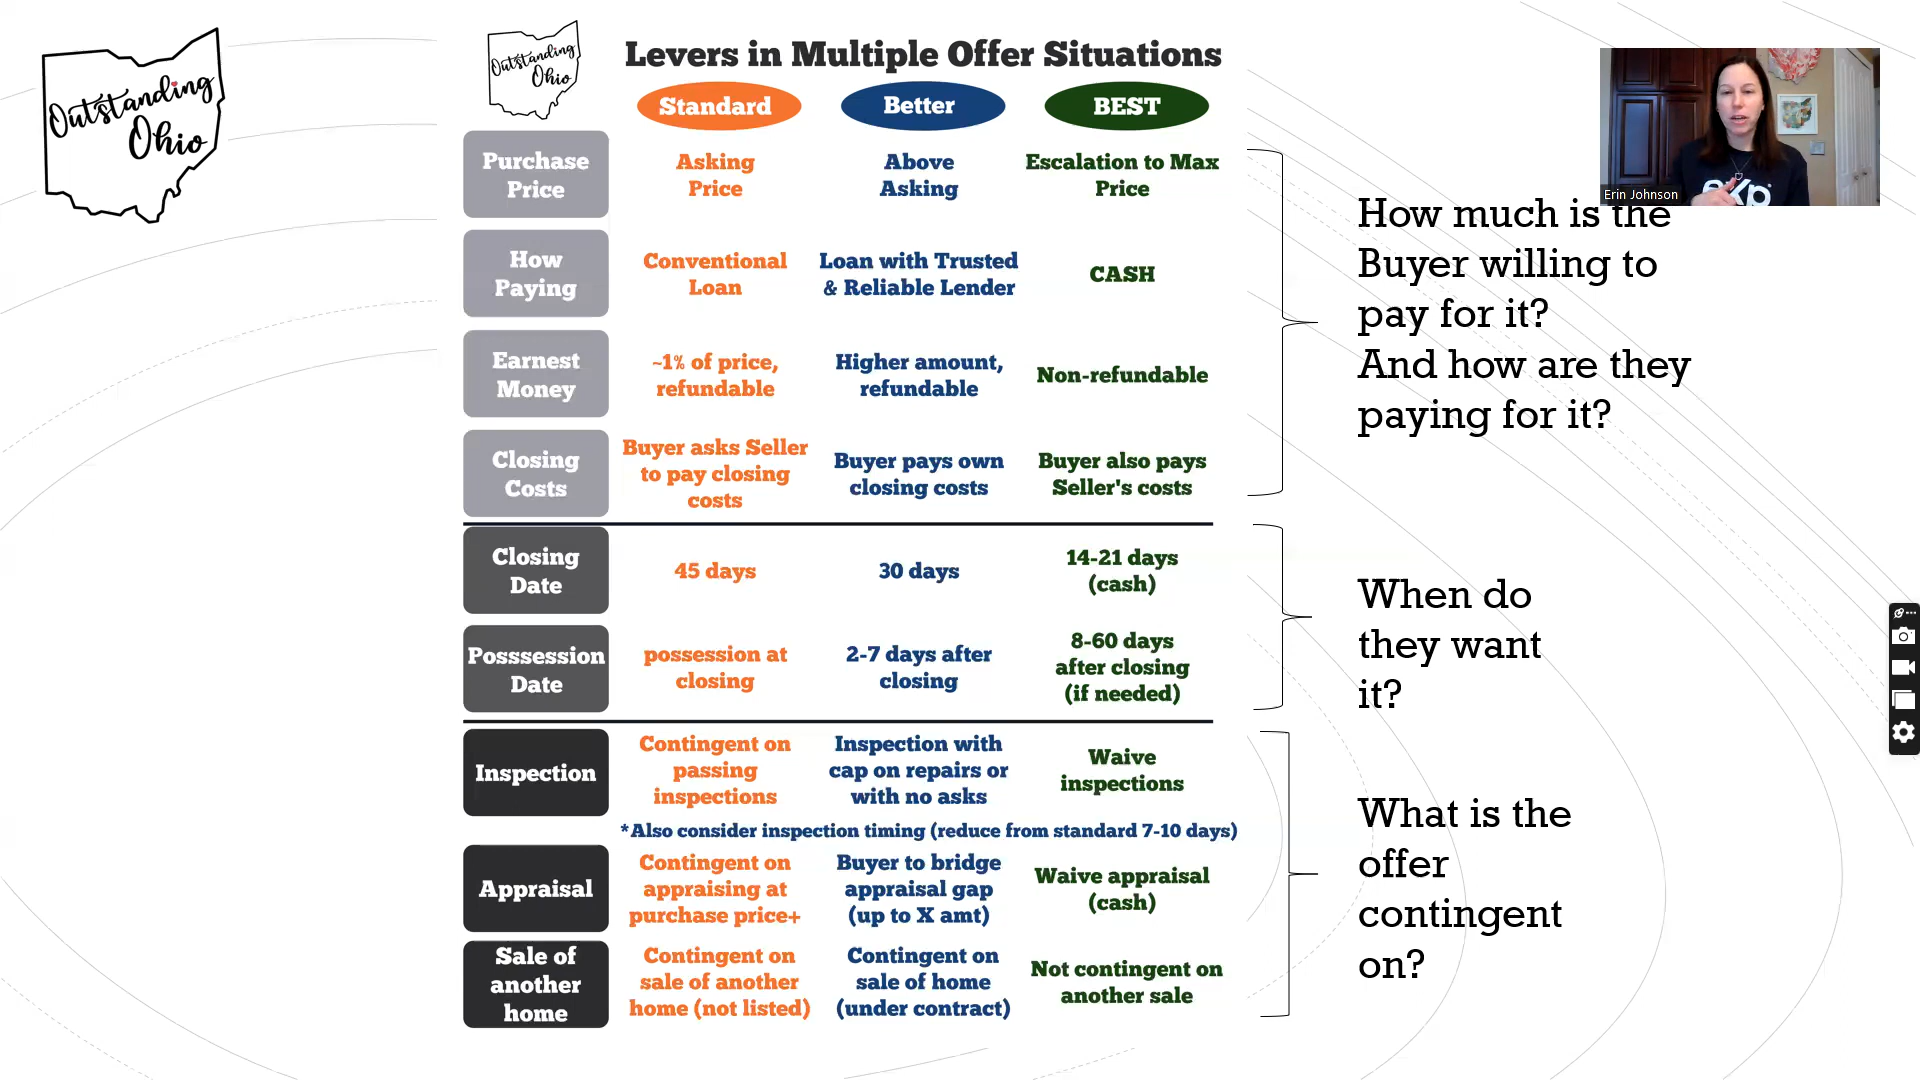 Outstanding
Ohio
Outstanding
Ohio
Levers in Multiple Offer Situations
Standard
Better
BEST
Purchase
Price
Asking
Price
Above
Asking
Escalation to Max
Price
How
Paying
Conventional
Loan
Loan with Trusted
& Reliable Lender
CASH
Earnest
Money
~1% of price,
refundable
Higher amount,
refundable
Non-refundable
Closing
Costs
Buyer asks Seller
to pay closing
costs
Buyer pays own
closing costs
Buyer also pays
Seller's costs
Closing
Date
45 days
30 days
14-21 days
(cash)
Posssession
Date
possession at
closing
2-7 days after
closing
8-60 days
after closing
(if needed)
Inspection
Contingent on
passing
inspections
Inspection with
cap on repairs or
with no asks
Waive
inspections
*Also consider inspection timing (reduce from standard 7-10 days)
Appraisal
Contingent on
appraising at
purchase price+
Buyer to bridge
appraisal gap
(up to X amt)
Waive appraisal
(cash)
Sale of
another
home
Contingent on
sale of another
home (not listed)
Contingent on
sale of home
(under contract)
Not contingent on
another sale
eXp
Erin Johnson
How much is the
Buyer willing to
pay for it?
And how are they
paying for it?
When do
they want
it?
What is the
offer
contingent
on?